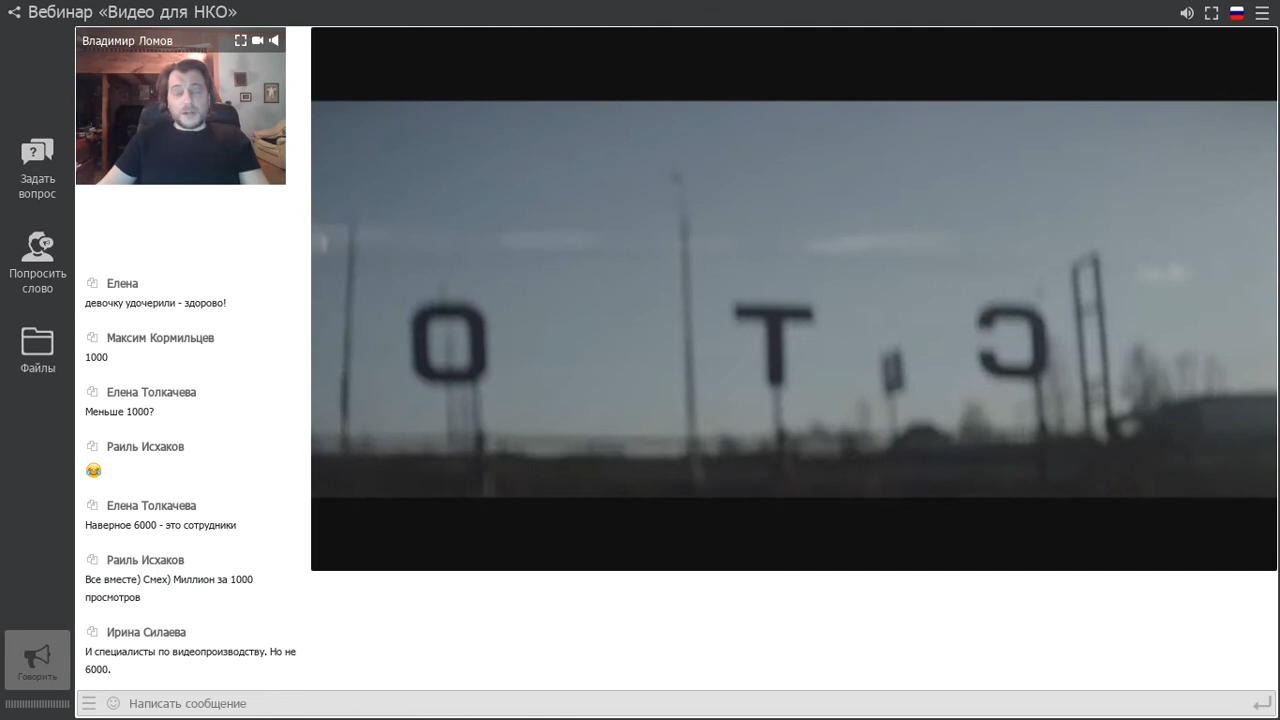 Вебинар «Видео для НКО»
Владимир Ломов
Задать
вопрос
Попросить
слово
Файлы
Говорить
Елена
девочку удочерили - здорово!
Максим Кормильцев
1000
Елена Толкачева
Меньше 1000?
Раиль Исхаков
Елена Толкачева
Наверное 6000 - это сотрудники
Раиль Исхаков
Все вместе) Смех) Миллион за 1000
просмотров
Ирина Силаева
И специалисты по видеопроизводству. Но не
6000.
О Т С
Написать сообщение